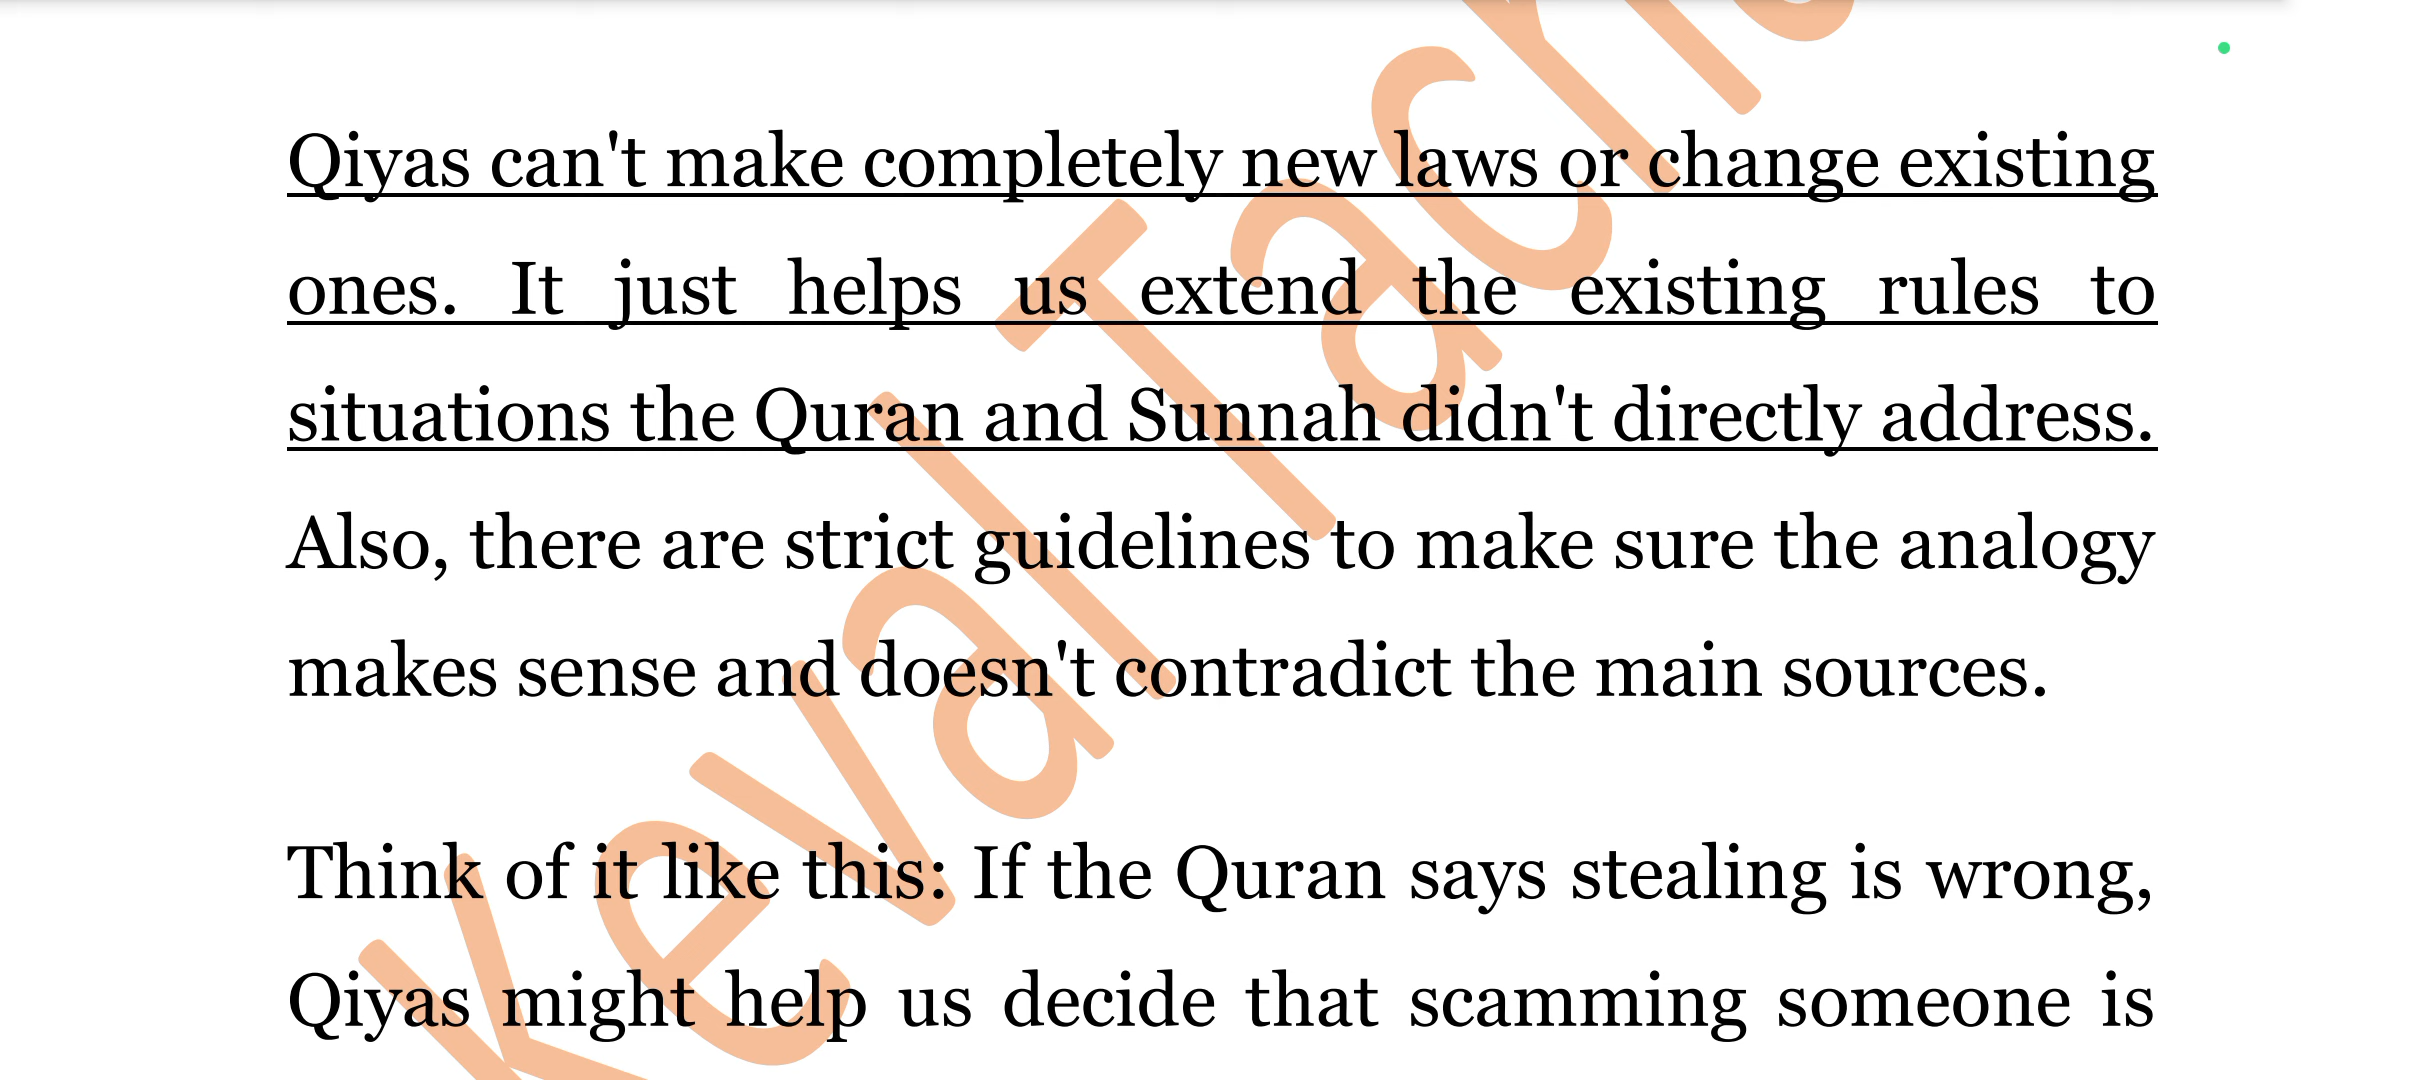 Qiyas can't make completely new laws or change existing
ones. It just helps us extend the existing rules to
situations the Quran and Sunnah didn't directly address.
Also, there are strict guidelines to make sure the analogy
makes sense and doesn't contradict the main sources.
Think of it like this: If the Quran says stealing is wrong,
Qiyas might help us decide that scamming someone is
Keval